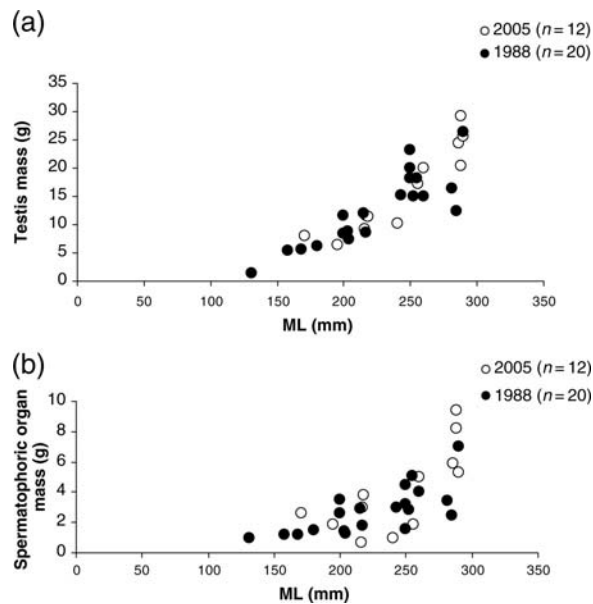 (a)
○ 2005 (n = 12)
● 1988 (n = 20)
35
30
25
20
15
10
5
0
Testis mass (g)
0 50 100 150 200 250 300 350
ML (mm)
(b)
○ 2005 (n = 12)
● 1988 (n = 20)
10
8
6
4
2
0
Spermatophoric organ
mass (g)
0 50 100 150 200 250 300 350
ML (mm)